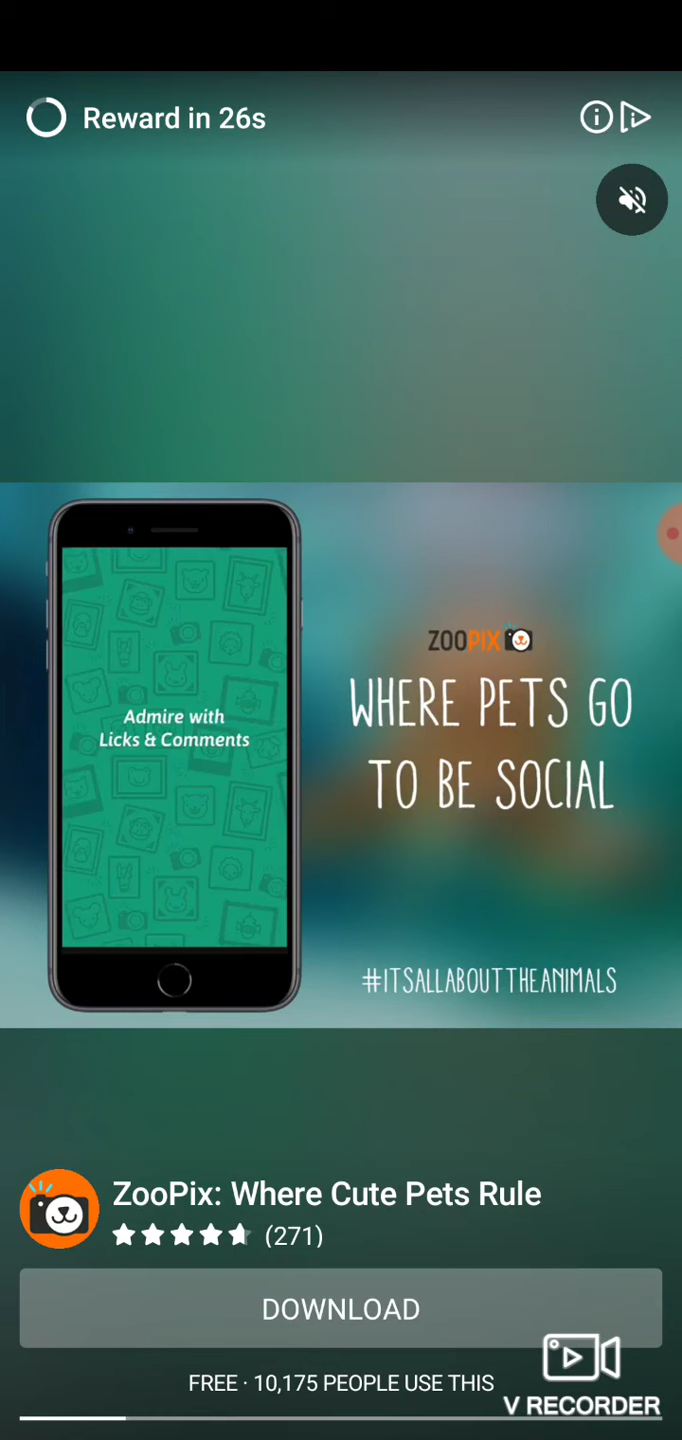 Reward in 26s
Admire with
Licks & Comments
ZOOPIX
WHERE PETS GO
TO BE SOCIAL
#ITSALLABOUTTHEANIMALS
ZooPix: Where Cute Pets Rule
(271)
DOWNLOAD
FREE · 10,175 PEOPLE USE THIS
V RECORDER